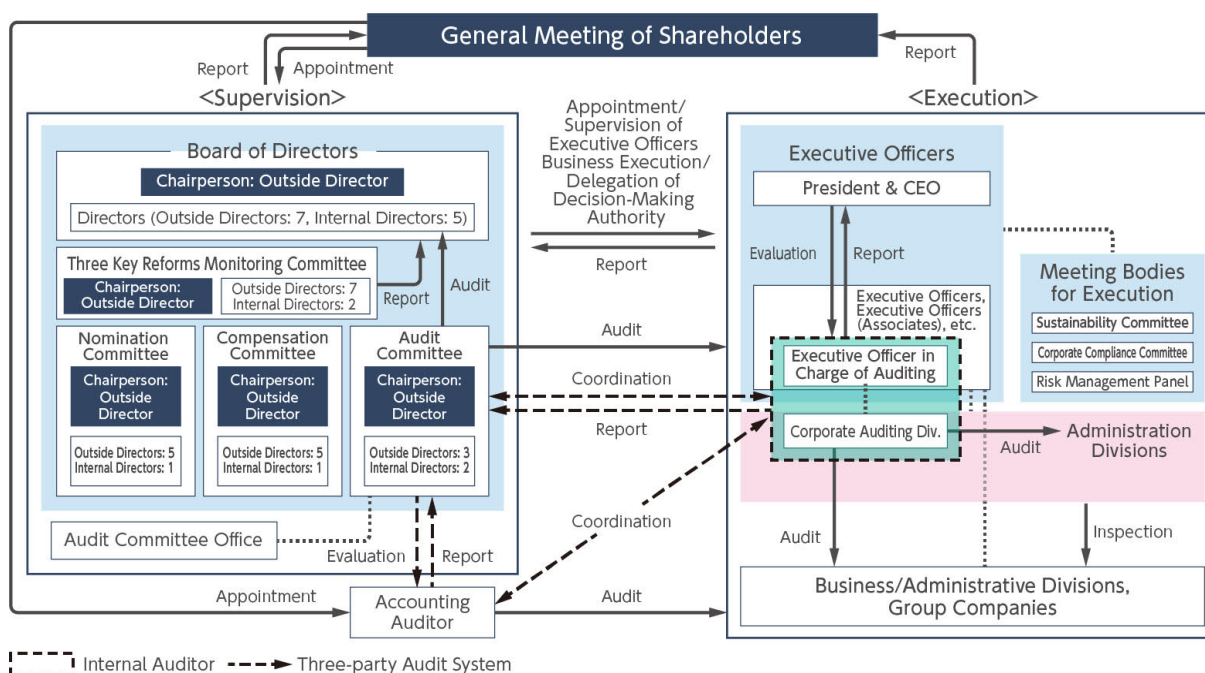 General Meeting of Shareholders
Report
Appointment
Report
<Supervision>
<Execution>
Board of Directors
Chairperson: Outside Director
Directors (Outside Directors: 7, Internal Directors: 5)
Three Key Reforms Monitoring Committee
Chairperson:
Outside Director
Outside Directors: 7
Internal Directors: 2
Report
Audit
Nomination
Committee
Chairperson:
Outside
Director
Outside Directors: 5
Internal Directors: 1
Compensation
Committee
Chairperson:
Outside
Director
Outside Directors: 5
Internal Directors: 1
Audit
Committee
Chairperson:
Outside
Director
Outside Directors: 3
Internal Directors: 2
Audit Committee Office
Evaluation
Report
Appointment
Accounting
Auditor
Audit
Appointment/
Supervision of
Executive Officers
Business Execution/
Delegation of
Decision-Making
Authority
Report
Audit
Coordination
Report
Coordination
Executive Officers
President & CEO
Evaluation
Report
Executive Officers,
Executive Officers
(Associates), etc.
Executive Officer in
Charge of Auditing
Corporate Auditing Div.
Meeting Bodies
for Execution
Sustainability Committee
Corporate Compliance Committee
Risk Management Panel
Audit
Administration
Divisions
Audit
Inspection
Business/Administrative Divisions,
Group Companies
Internal Auditor
Three-party Audit System